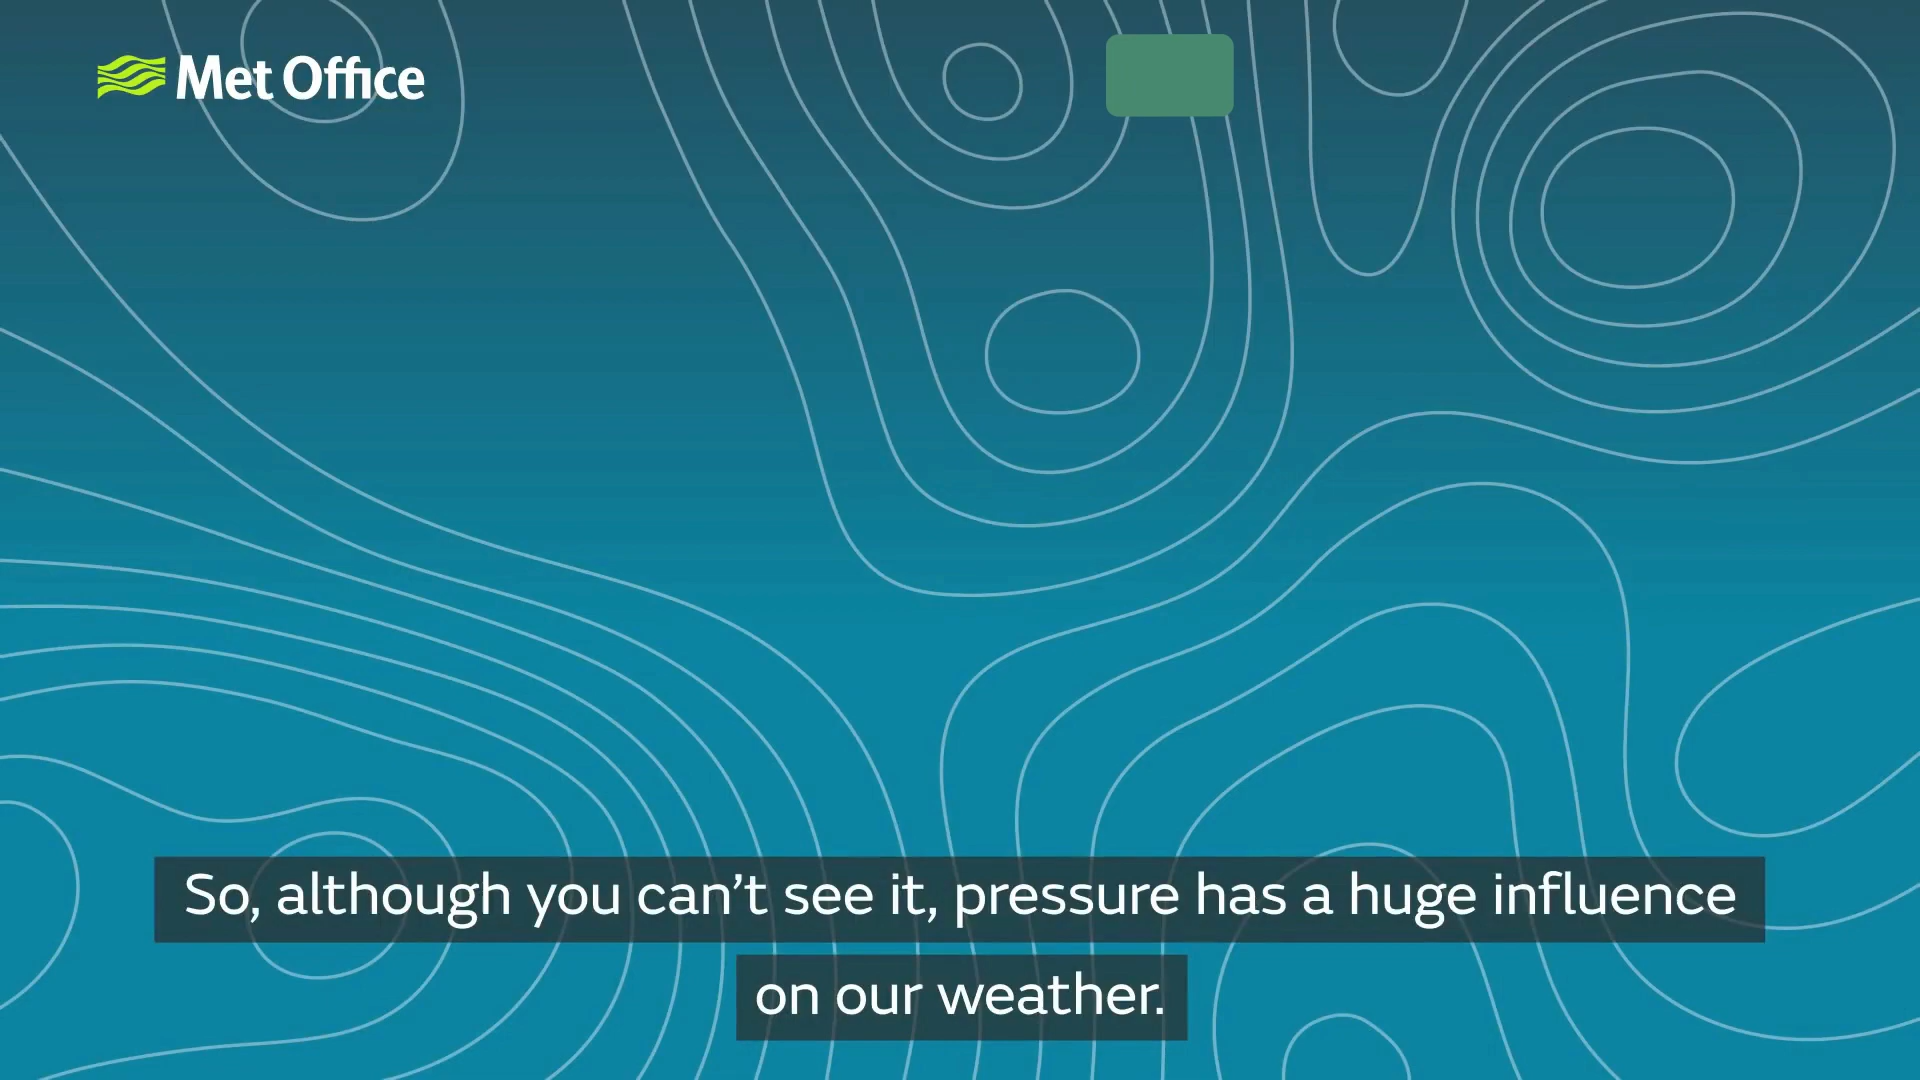 Met Office
So, although you can’t see it, pressure has a huge influence
on our weather.